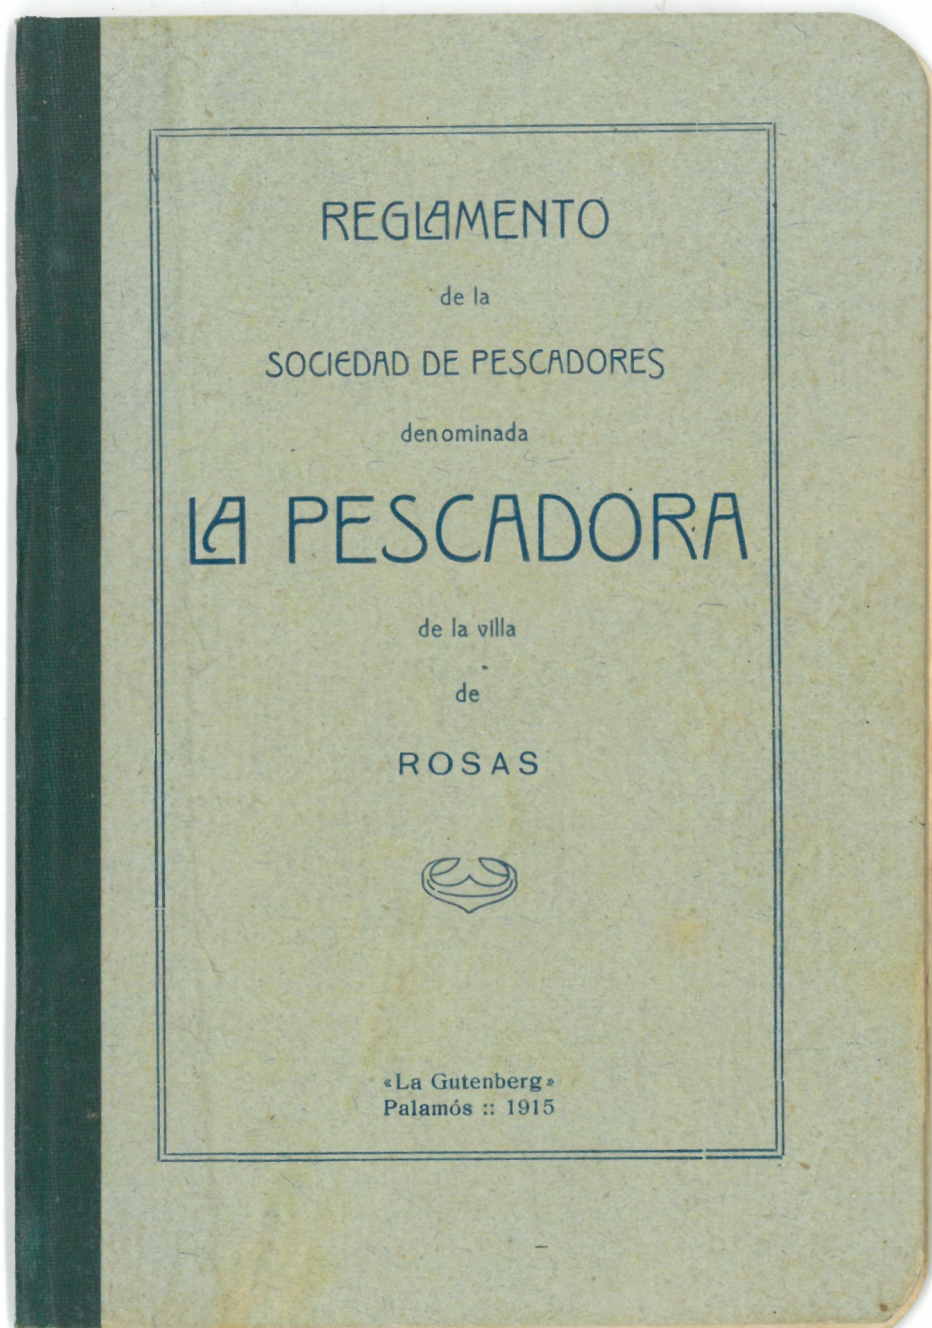 REGLAMENTO
de la
SOCIEDAD DE PESCADORES
denominada
LA PESCADORA
de la villa
de
ROSAS
«La Gutenberg»
Palamós :: 1915